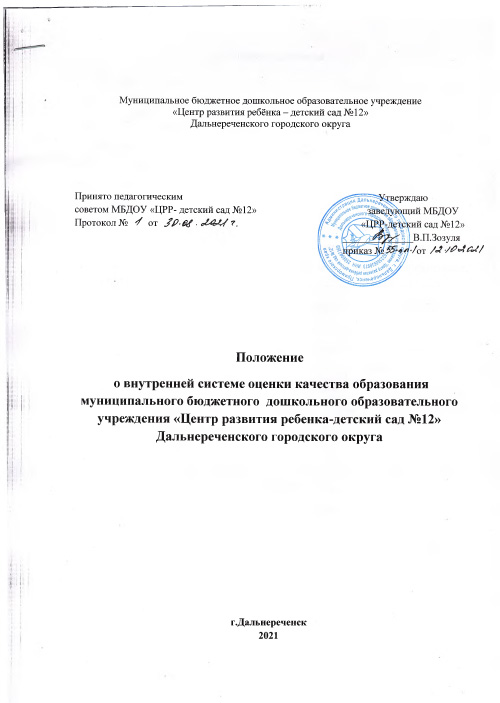 Муниципальное бюджетное дошкольное образовательное учреждение
«Центр развития ребёнка – детский сад №12»
Дальнереченского городского округа
Принято педагогическим
советом МБДОУ «ЦРР- детский сад №12»
Протокол № 1 от 30.08.2021 г.
Утверждаю
заведующий МБДОУ
«ЦРР-детский сад №12»
В.П.Зозуля
приказ № от 12.10.2021
Положение
о внутренней системе оценки качества образования
муниципального бюджетного дошкольного образовательного
учреждения «Центр развития ребенка-детский сад №12»
Дальнереченского городского округа
г.Дальнереченск
2021